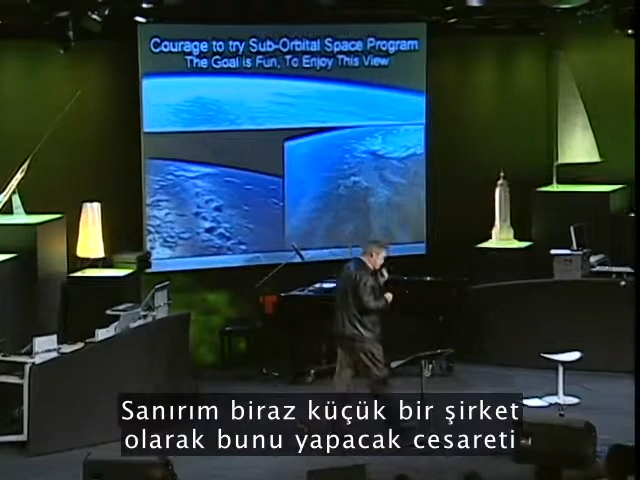 Courage to try Sub-Orbital Space Program
The Goal is Fun, To Enjoy This View
Sanırım biraz küçük bir şirket
olarak bunu yapacak cesareti